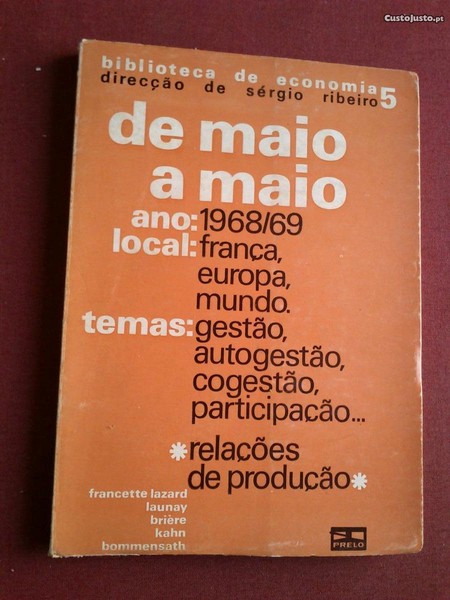 CustoJusto.pt
biblioteca de economia
direcção de sérgio ribeiro 5
de maio
a maio
ano: 1968/69
local: frança,
europa,
mundo.
temas: gestão,
autogestão,
cogestão,
participação...
*relações
de produção*
francette lazard
launay
brière
kahn
bommensath
PRELO